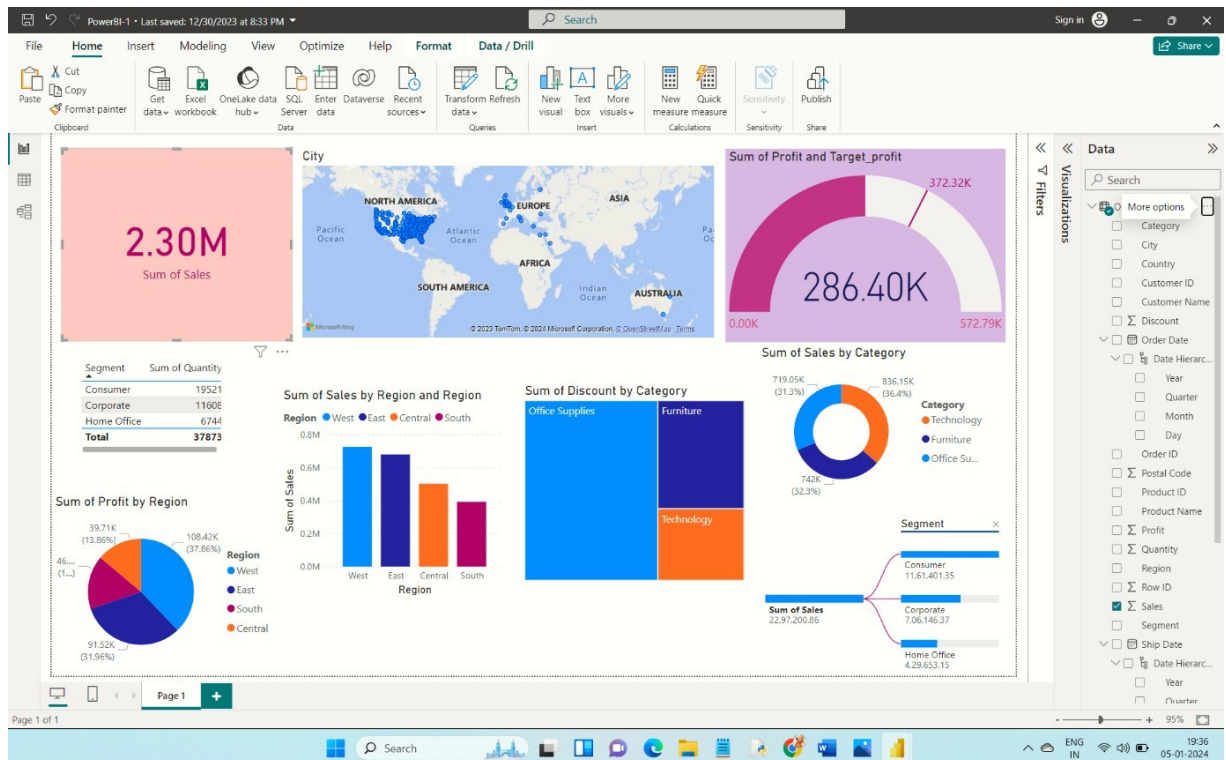 PowerBI-1 • Last saved: 12/30/2023 at 8:33 PM
Search
Sign in
File Home Insert Modeling View Optimize Help Format Data / Drill
Share
Paste
Cut
Copy
Format painter
Get data
Excel workbook
OneLake data hub
SQL Server
Enter data
Dataverse
Recent sources
Transform data
Refresh
New visual
Text box
More visuals
New measure
Quick measure
Sensitivity
Publish
Clipboard Data Queries Insert Calculations Sensitivity Share
2.30M
Sum of Sales
City
NORTH AMERICA
EUROPE
ASIA
Pacific Ocean
Atlantic Ocean
AFRICA
SOUTH AMERICA
Indian Ocean
AUSTRALIA
Microsoft Bing
© 2023 TomTom, © 2024 Microsoft Corporation, © OpenStreetMap Terms
Sum of Profit and Target_profit
372.32K
286.40K
0.00K
572.79K
Segment Sum of Quantity
Consumer 19521
Corporate 11608
Home Office 6744
Total 37873
Sum of Sales by Region and Region
Region West East Central South
0.8M
0.6M
0.4M
0.2M
0.0M
Sum of Sales
West East Central South
Region
Sum of Discount by Category
Office Supplies
Furniture
Technology
Sum of Sales by Category
719.05K
(31.3%)
836.15K
(36.4%)
742K
(32.3%)
Category
Technology
Furniture
Office Su...
Sum of Profit by Region
39.71K
(13.86%)
108.42K
(37.86%)
46....
(1...)
91.52K
(31.96%)
Region
West
East
South
Central
Segment
Sum of Sales
22,97,200.86
Consumer
11,61,401.35
Corporate
7,06,146.37
Home Office
4,29,653.15
Filters
Visualizations
Data
Search
More options
Category
City
Country
Customer ID
Customer Name
Discount
Order Date
Date Hierarc...
Year
Quarter
Month
Day
Order ID
Postal Code
Product ID
Product Name
Profit
Quantity
Region
Row ID
Sales
Segment
Ship Date
Date Hierarc...
Year
Quarter
Page 1
Page 1 of 1
95%
Search
ENG
IN
19:36
05-01-2024